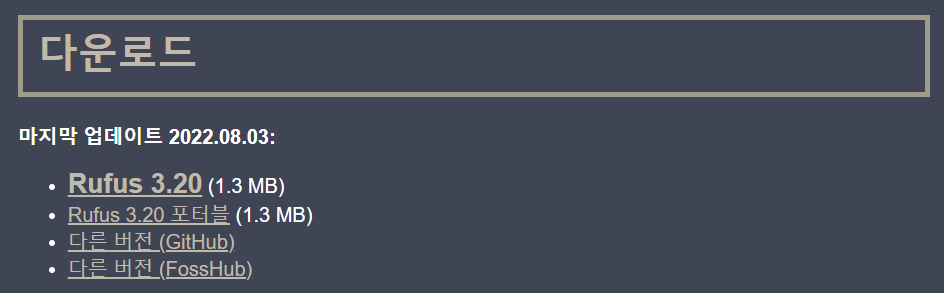 다운로드
마지막 업데이트 2022.08.03:
Rufus 3.20 (1.3 MB)
Rufus 3.20 포터블 (1.3 MB)
다른 버전 (GitHub)
다른 버전 (FossHub)